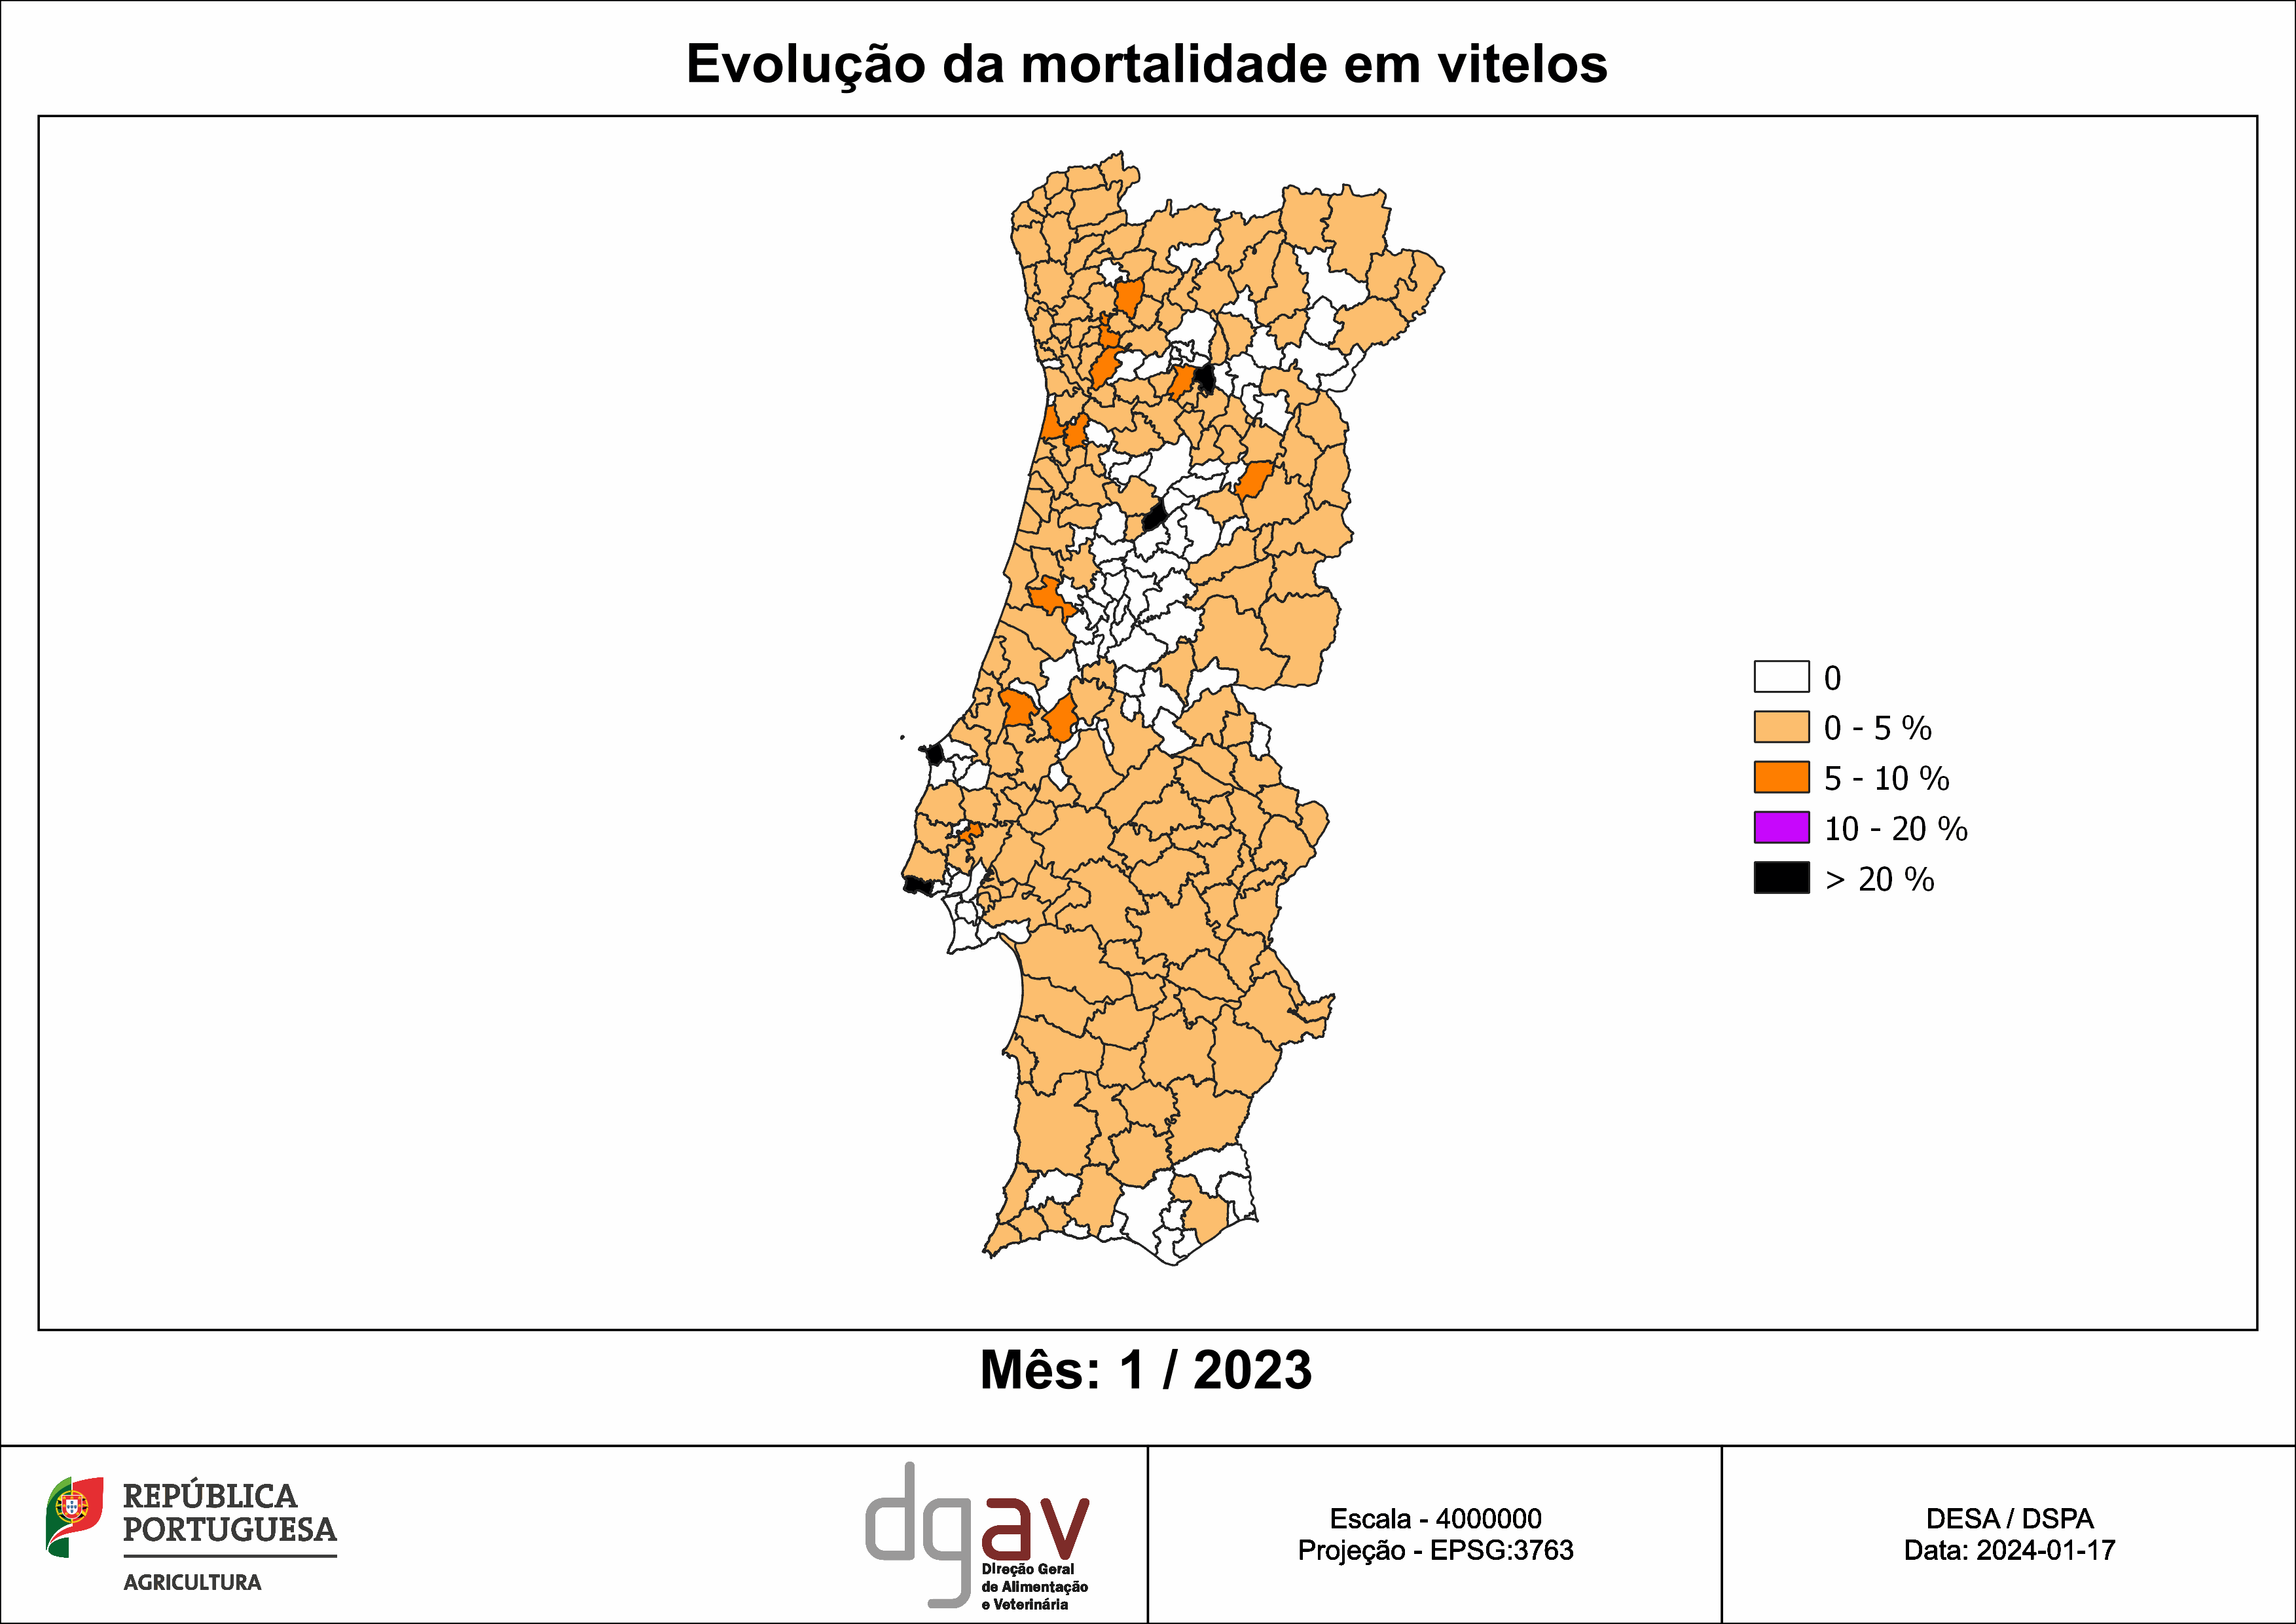 Evolução da mortalidade em vitelos
0
0 - 5 %
5 - 10 %
10 - 20 %
> 20 %
Mês: 1 / 2023
REPÚBLICA
PORTUGUESA
AGRICULTURA
dgav
Direção Geral
de Alimentação
e Veterinária
Escala - 4000000
Projeção - EPSG:3763
DESA / DSPA
Data: 2024-01-17